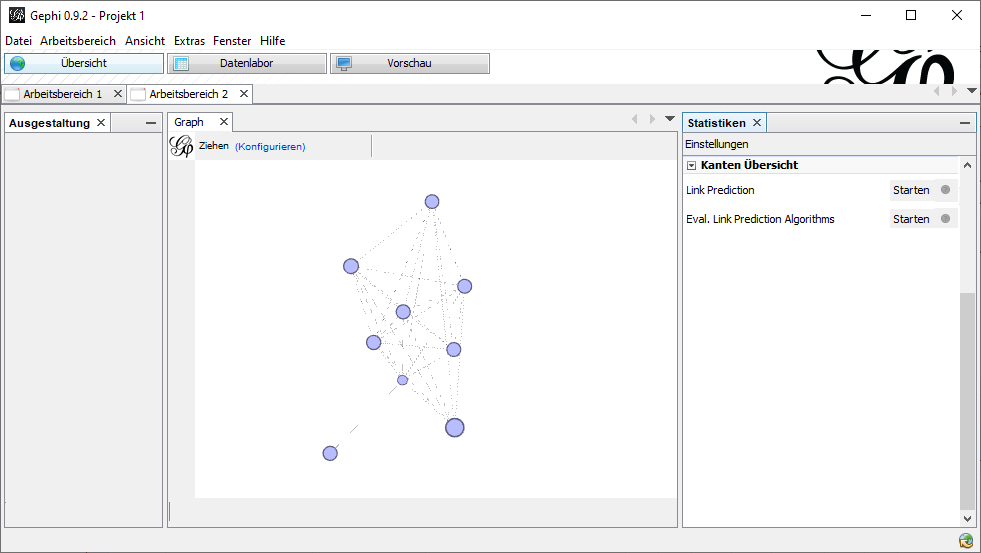 Gephi 0.9.2 - Projekt 1
Datei Arbeitsbereich Ansicht Extras Fenster Hilfe
Übersicht Datenlabor Vorschau
Arbeitsbereich 1 Arbeitsbereich 2
Ausgestaltung Graph Statistiken
Ziehen (Konfigurieren) Einstellungen
Kanten Übersicht
Link Prediction Starten
Eval. Link Prediction Algorithms Starten